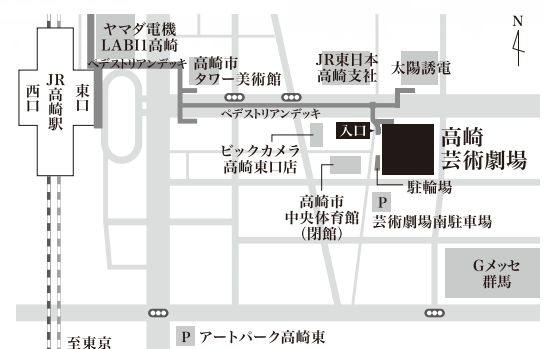 ヤマダ電機
LABI1高崎
ペデストリアンデッキ
N
高崎市
タワー美術館
JR東日本
高崎支社
太陽誘電
西口
JR高崎駅
東口
ペデストリアンデッキ
入口
高崎
芸術劇場
ビックカメラ
高崎東口店
駐輪場
高崎市
中央体育館
（閉館）
P
芸術劇場南駐車場
Gメッセ
群馬
至東京
P アートパーク高崎東